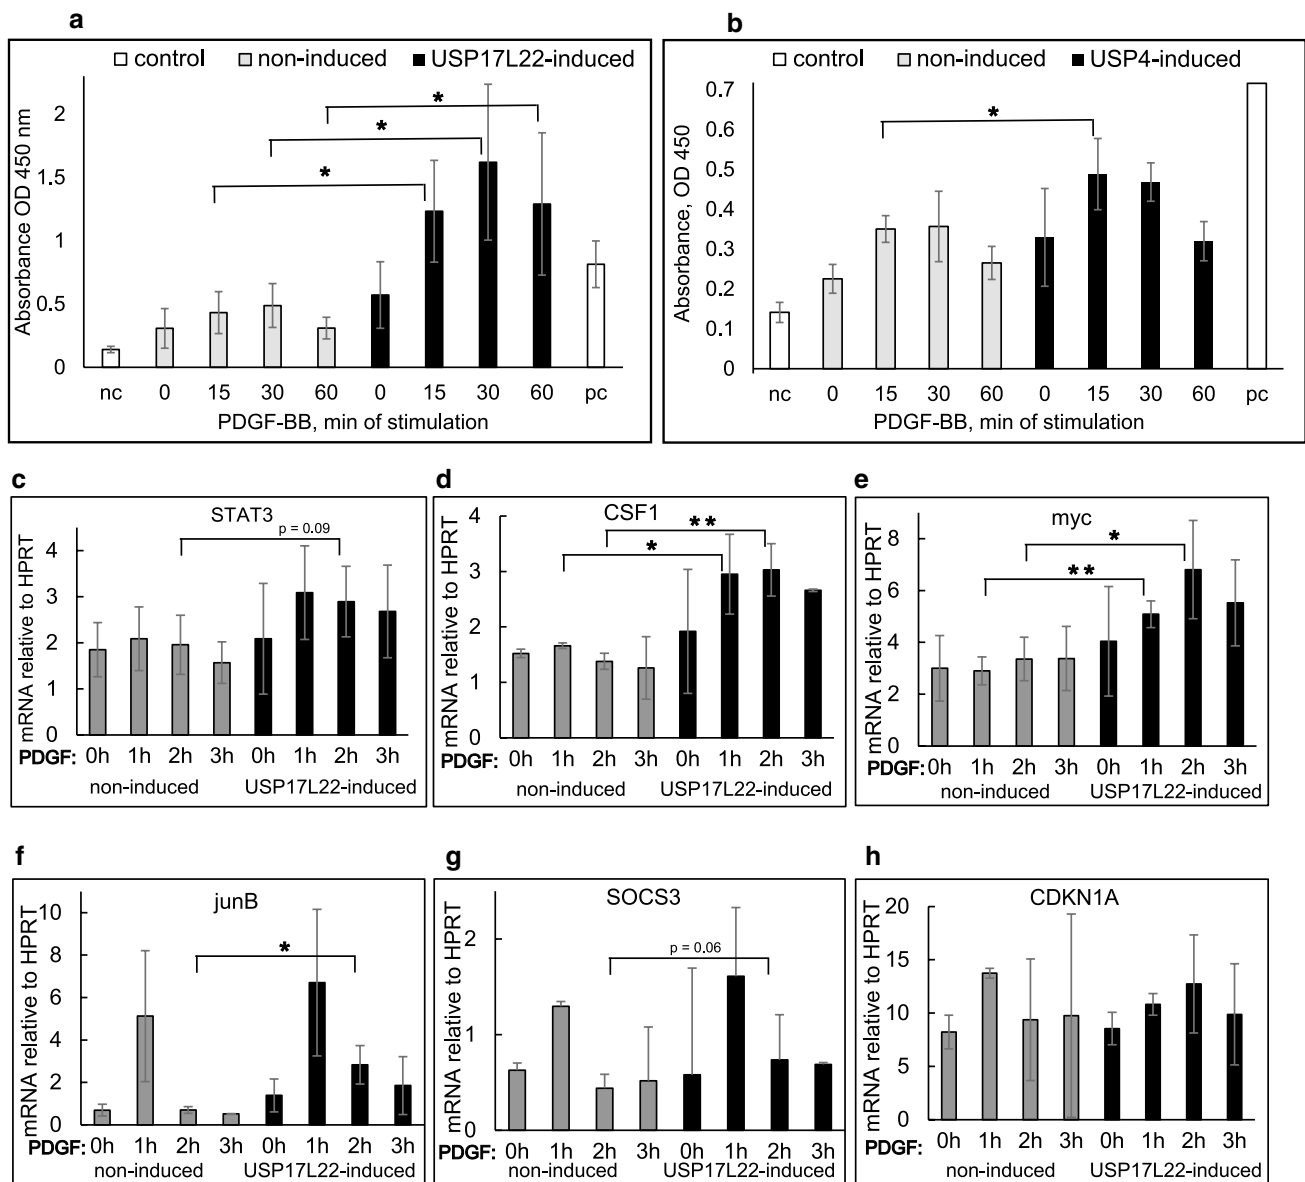 a
control non-induced USP17L22-induced
Absorbance OD 450 nm
2
1.5
1
0.5
0
*
*
*
nc 0 15 30 60 0 15 30 60 pc
PDGF-BB, min of stimulation
b
control non-induced USP4-induced
Absorbance, OD 450
0.7
0.6
0.5
0.4
0.3
0.2
0.1
0
*
nc 0 15 30 60 0 15 30 60 pc
PDGF-BB, min of stimulation
c
STAT3
mRNA relative to HPRT
4
3
2
1
0
p = 0.09
PDGF: 0h 1h 2h 3h 0h 1h 2h 3h
non-induced USP17L22-induced
d
CSF1
mRNA relative to HPRT
4
3
2
1
0
**
*
PDGF: 0h 1h 2h 3h 0h 1h 2h 3h
non-induced USP17L22-induced
e
myc
mRNA relative to HPRT
8
6
4
2
0
*
**
PDGF: 0h 1h 2h 3h 0h 1h 2h 3h
non-induced USP17L22-induced
f
junB
mRNA relative to HPRT
10
8
6
4
2
0
*
PDGF: 0h 1h 2h 3h 0h 1h 2h 3h
non-induced USP17L22-induced
g
SOCS3
mRNA relative to HPRT
2
1
0
p = 0.06
PDGF: 0h 1h 2h 3h 0h 1h 2h 3h
non-induced USP17L22-induced
h
CDKN1A
mRNA relative to HPRT
20
15
10
5
0
PDGF: 0h 1h 2h 3h 0h 1h 2h 3h
non-induced USP17L22-induced